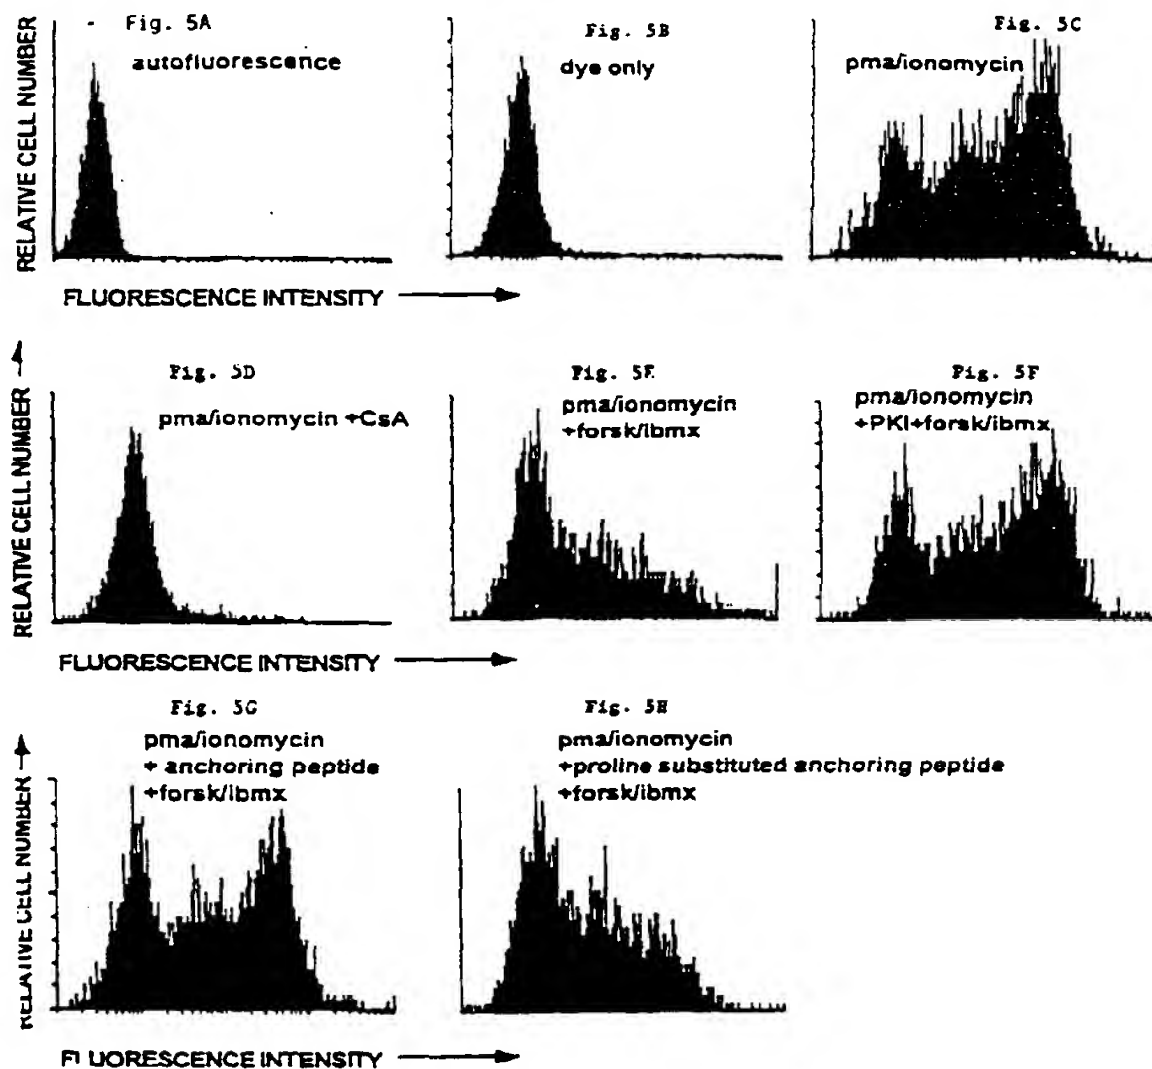 Fig. 5A
autofluorescence
Fig. 5B
dye only
Fig. 5C
pma/ionomycin
RELATIVE CELL NUMBER
FLUORESCENCE INTENSITY
Fig. 5D
pma/ionomycin +CsA
Fig. 5E
pma/ionomycin
+forsk/ibmx
Fig. 5F
pma/ionomycin
+PKI+forsk/ibmx
RELATIVE CELL NUMBER
FLUORESCENCE INTENSITY
Fig. 5G
pma/ionomycin
+ anchoring peptide
+forsk/ibmx
Fig. 5H
pma/ionomycin
+proline substituted anchoring peptide
+forsk/ibmx
RELATIVE CELL NUMBER
FLUORESCENCE INTENSITY